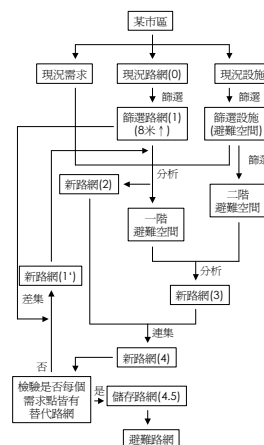 某市區
現況需求
現況路網(0)
現況設施
篩選
篩選
篩選路網(1)
(8米↑)
篩選設施
(避難空間)
分析
新路網(2)
二階
避難空間
一階
避難空間
分析
新路網(1')
新路網(3)
差集
連集
否
新路網(4)
檢驗是否每個
需求點皆有
替代路網
是
儲存路網(4.5)
避難路網